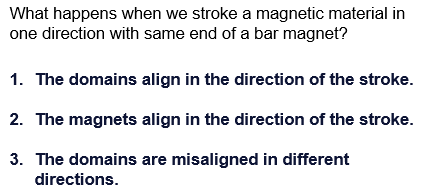 What happens when we stroke a magnetic material in
one direction with same end of a bar magnet?
1. The domains align in the direction of the stroke.
2. The magnets align in the direction of the stroke.
3. The domains are misaligned in different
directions.